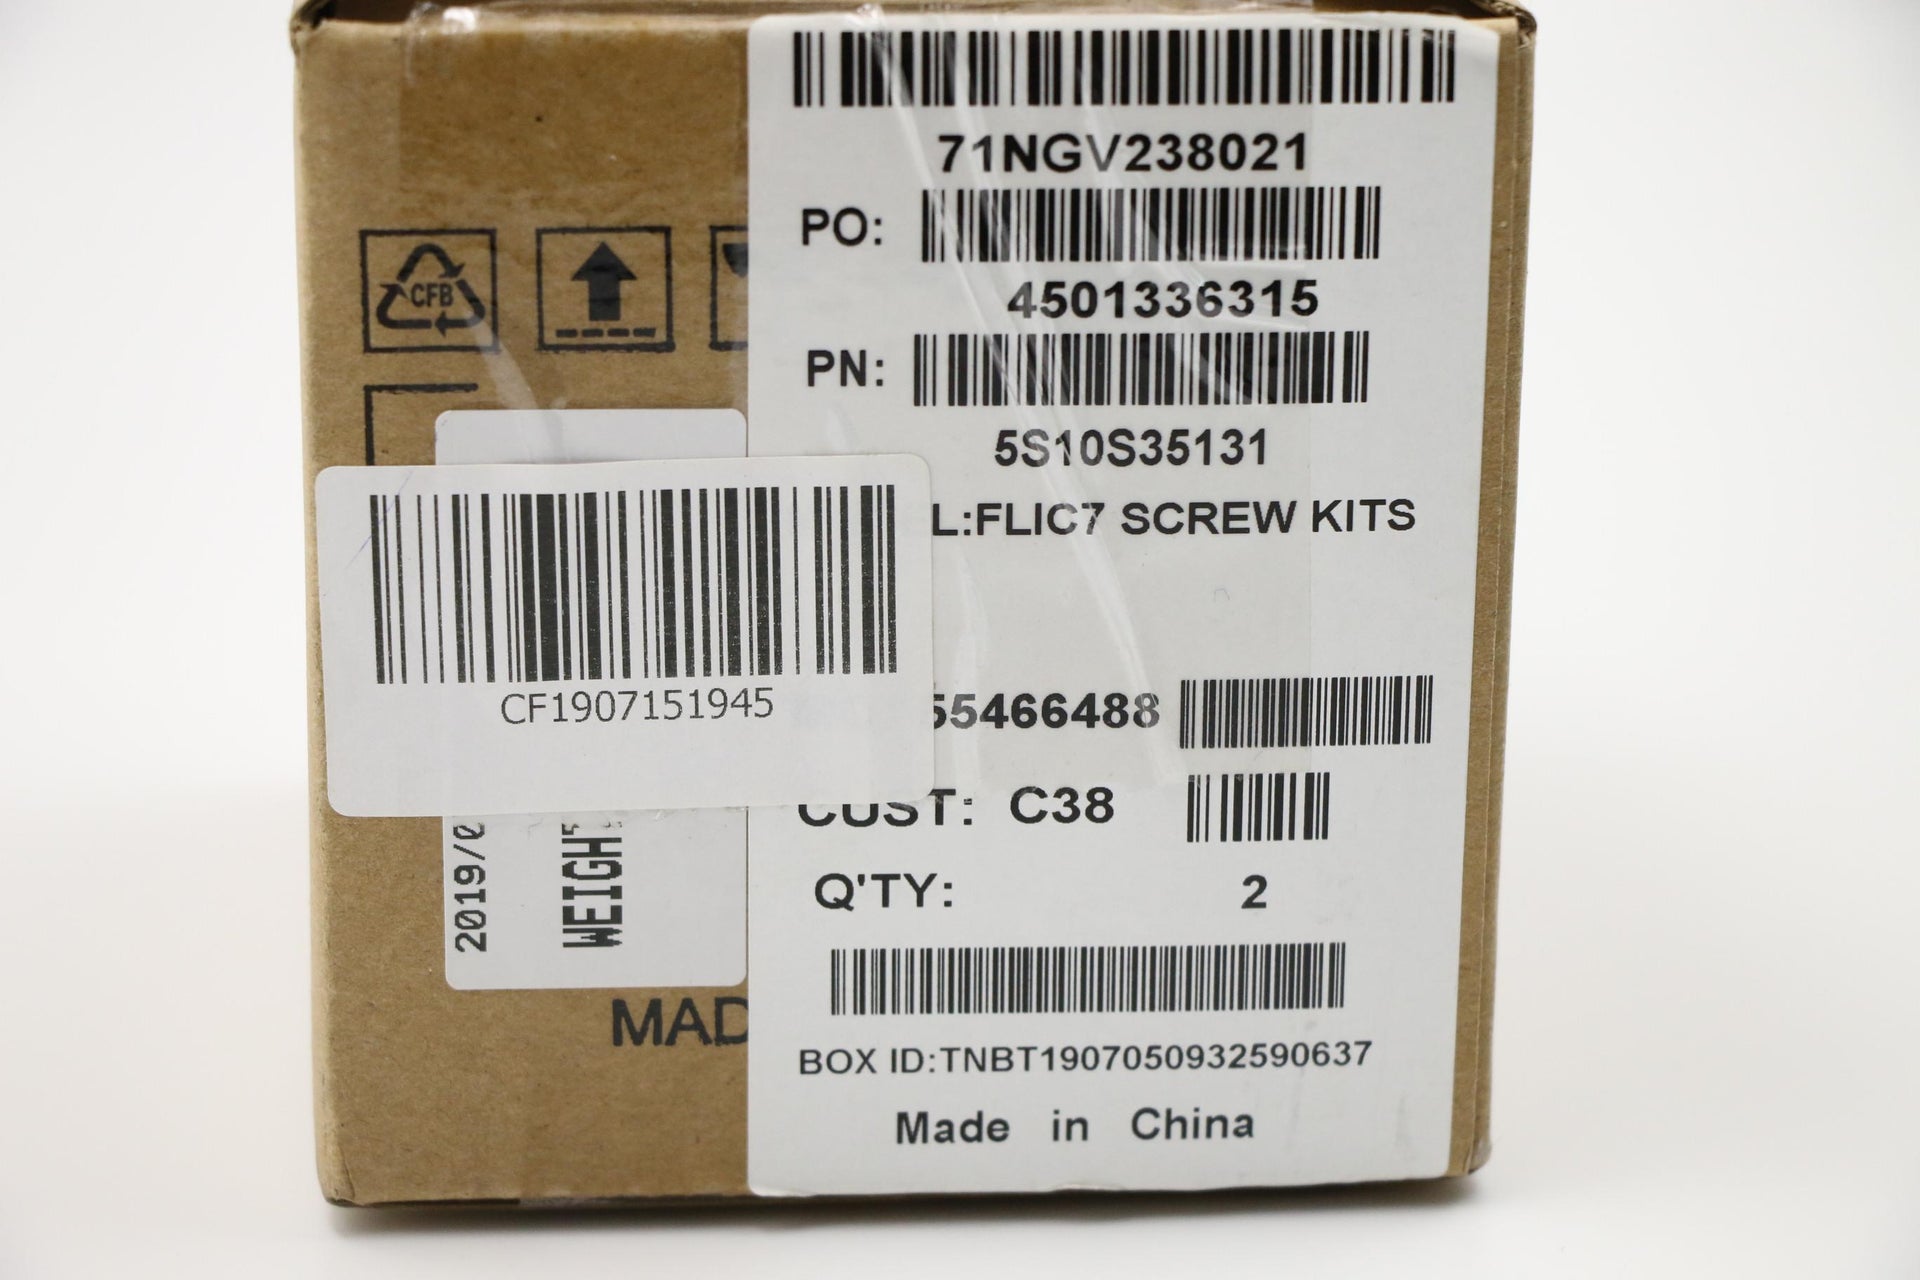 71NGV238021
PO:
4501336315
PN:
5S10S35131
L:FLIC7 SCREW KITS
55466488
CUST: C38
Q'TY: 2
BOX ID:TNBT1907050932590637
Made in China
CFB
CF1907151945
2019/0
WEIGHT
MAD